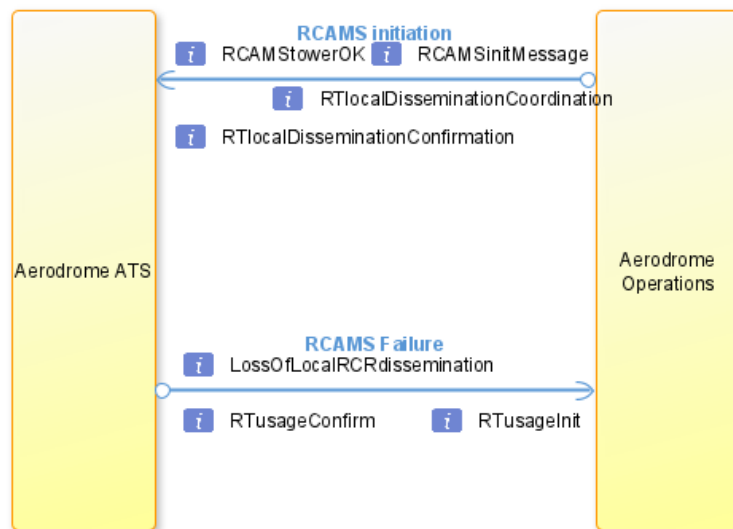 RCAMS initiation
i RCAMStowerOK i RCAMSinitMessage
i RTlocalDisseminationCoordination
i RTlocalDisseminationConfirmation
Aerodrome ATS
Aerodrome
Operations
RCAMS Failure
i LossOfLocalRCRdissemination
i RTusageConfirm i RTusageInit